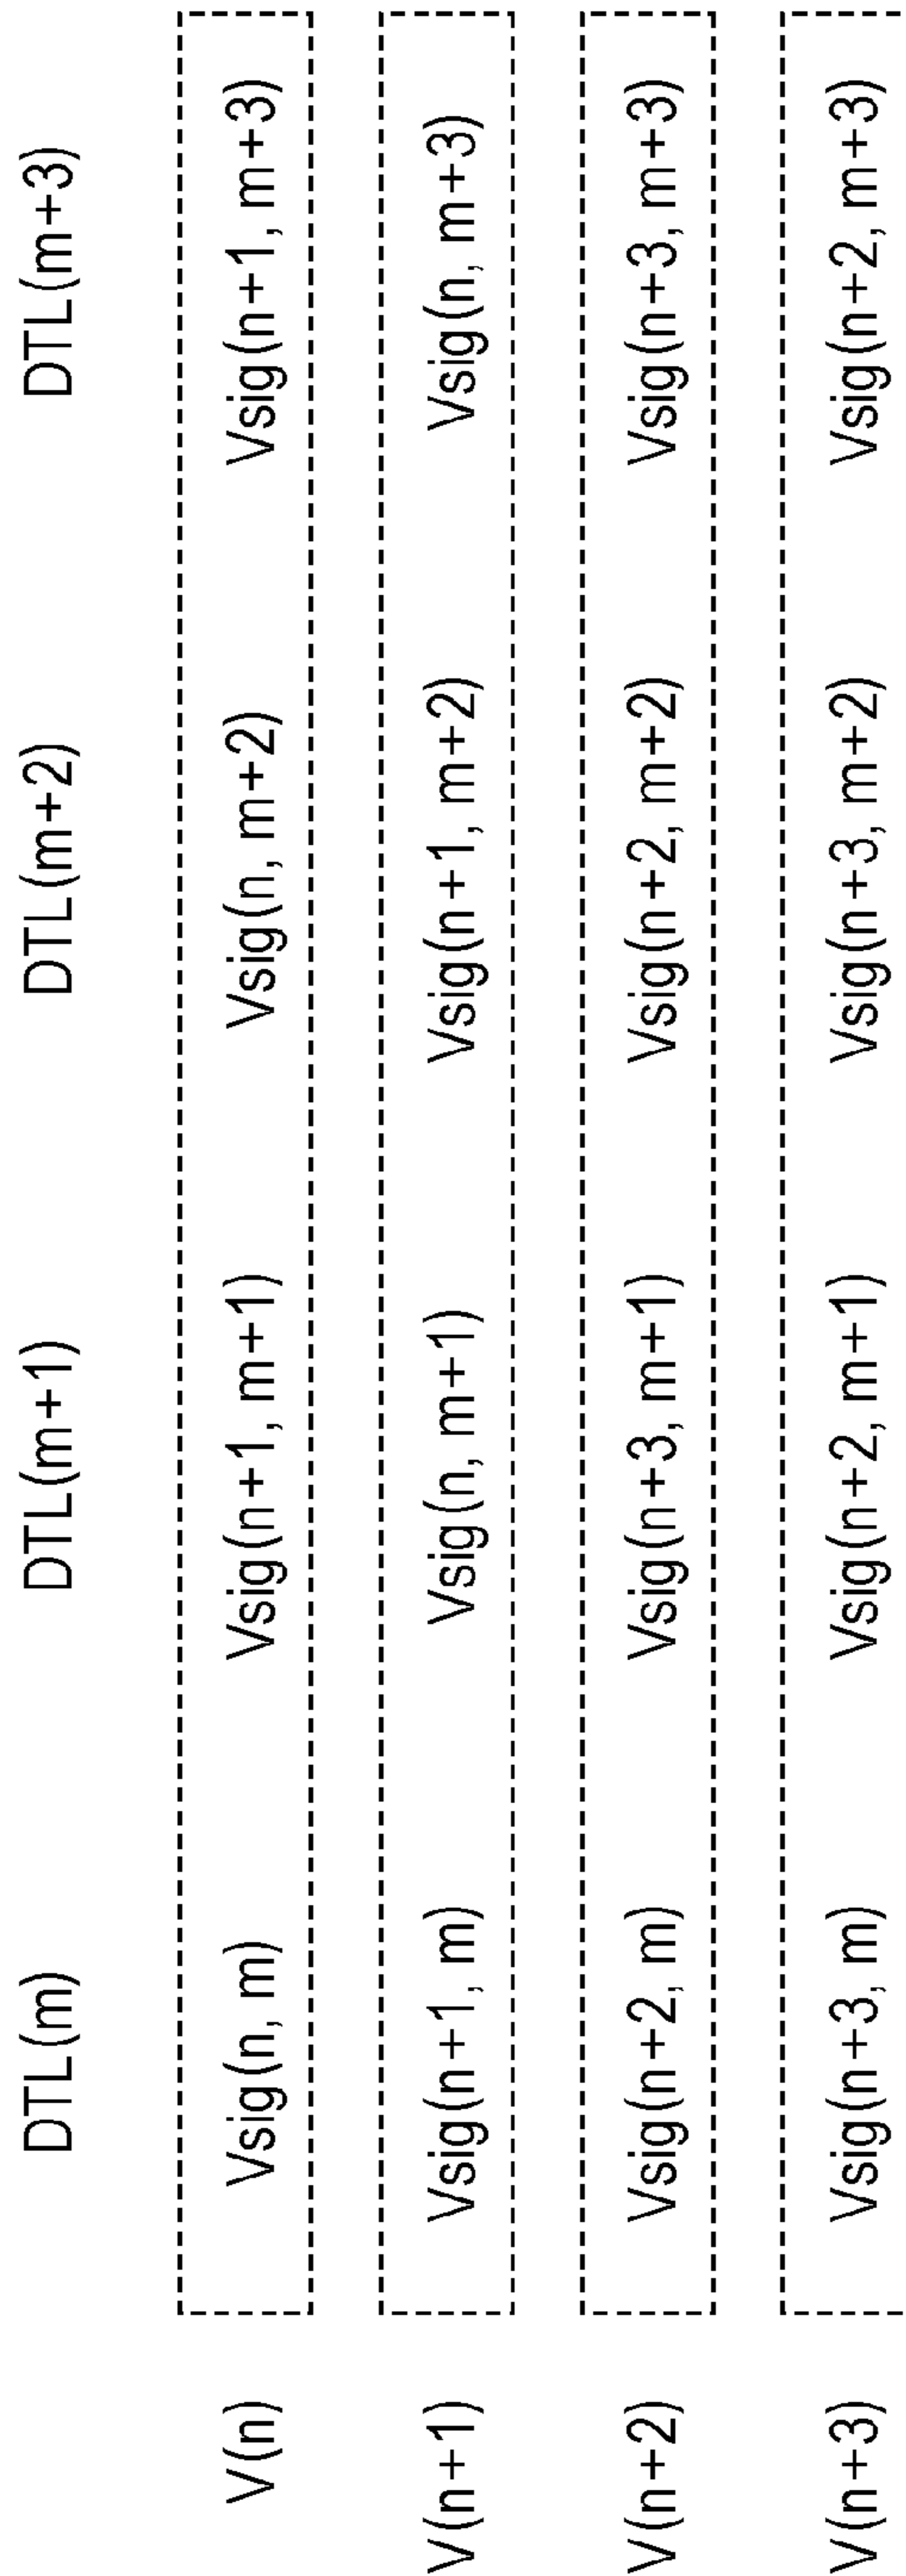 DTL(m) DTL(m+1) DTL(m+2) DTL(m+3)
V(n) Vsig(n, m) Vsig(n+1, m+1) Vsig(n, m+2) Vsig(n+1, m+3)
V(n+1) Vsig(n+1, m) Vsig(n, m+1) Vsig(n+1, m+2) Vsig(n, m+3)
V(n+2) Vsig(n+2, m) Vsig(n+3, m+1) Vsig(n+2, m+2) Vsig(n+3, m+3)
V(n+3) Vsig(n+3, m) Vsig(n+2, m+1) Vsig(n+3, m+2) Vsig(n+2, m+3)